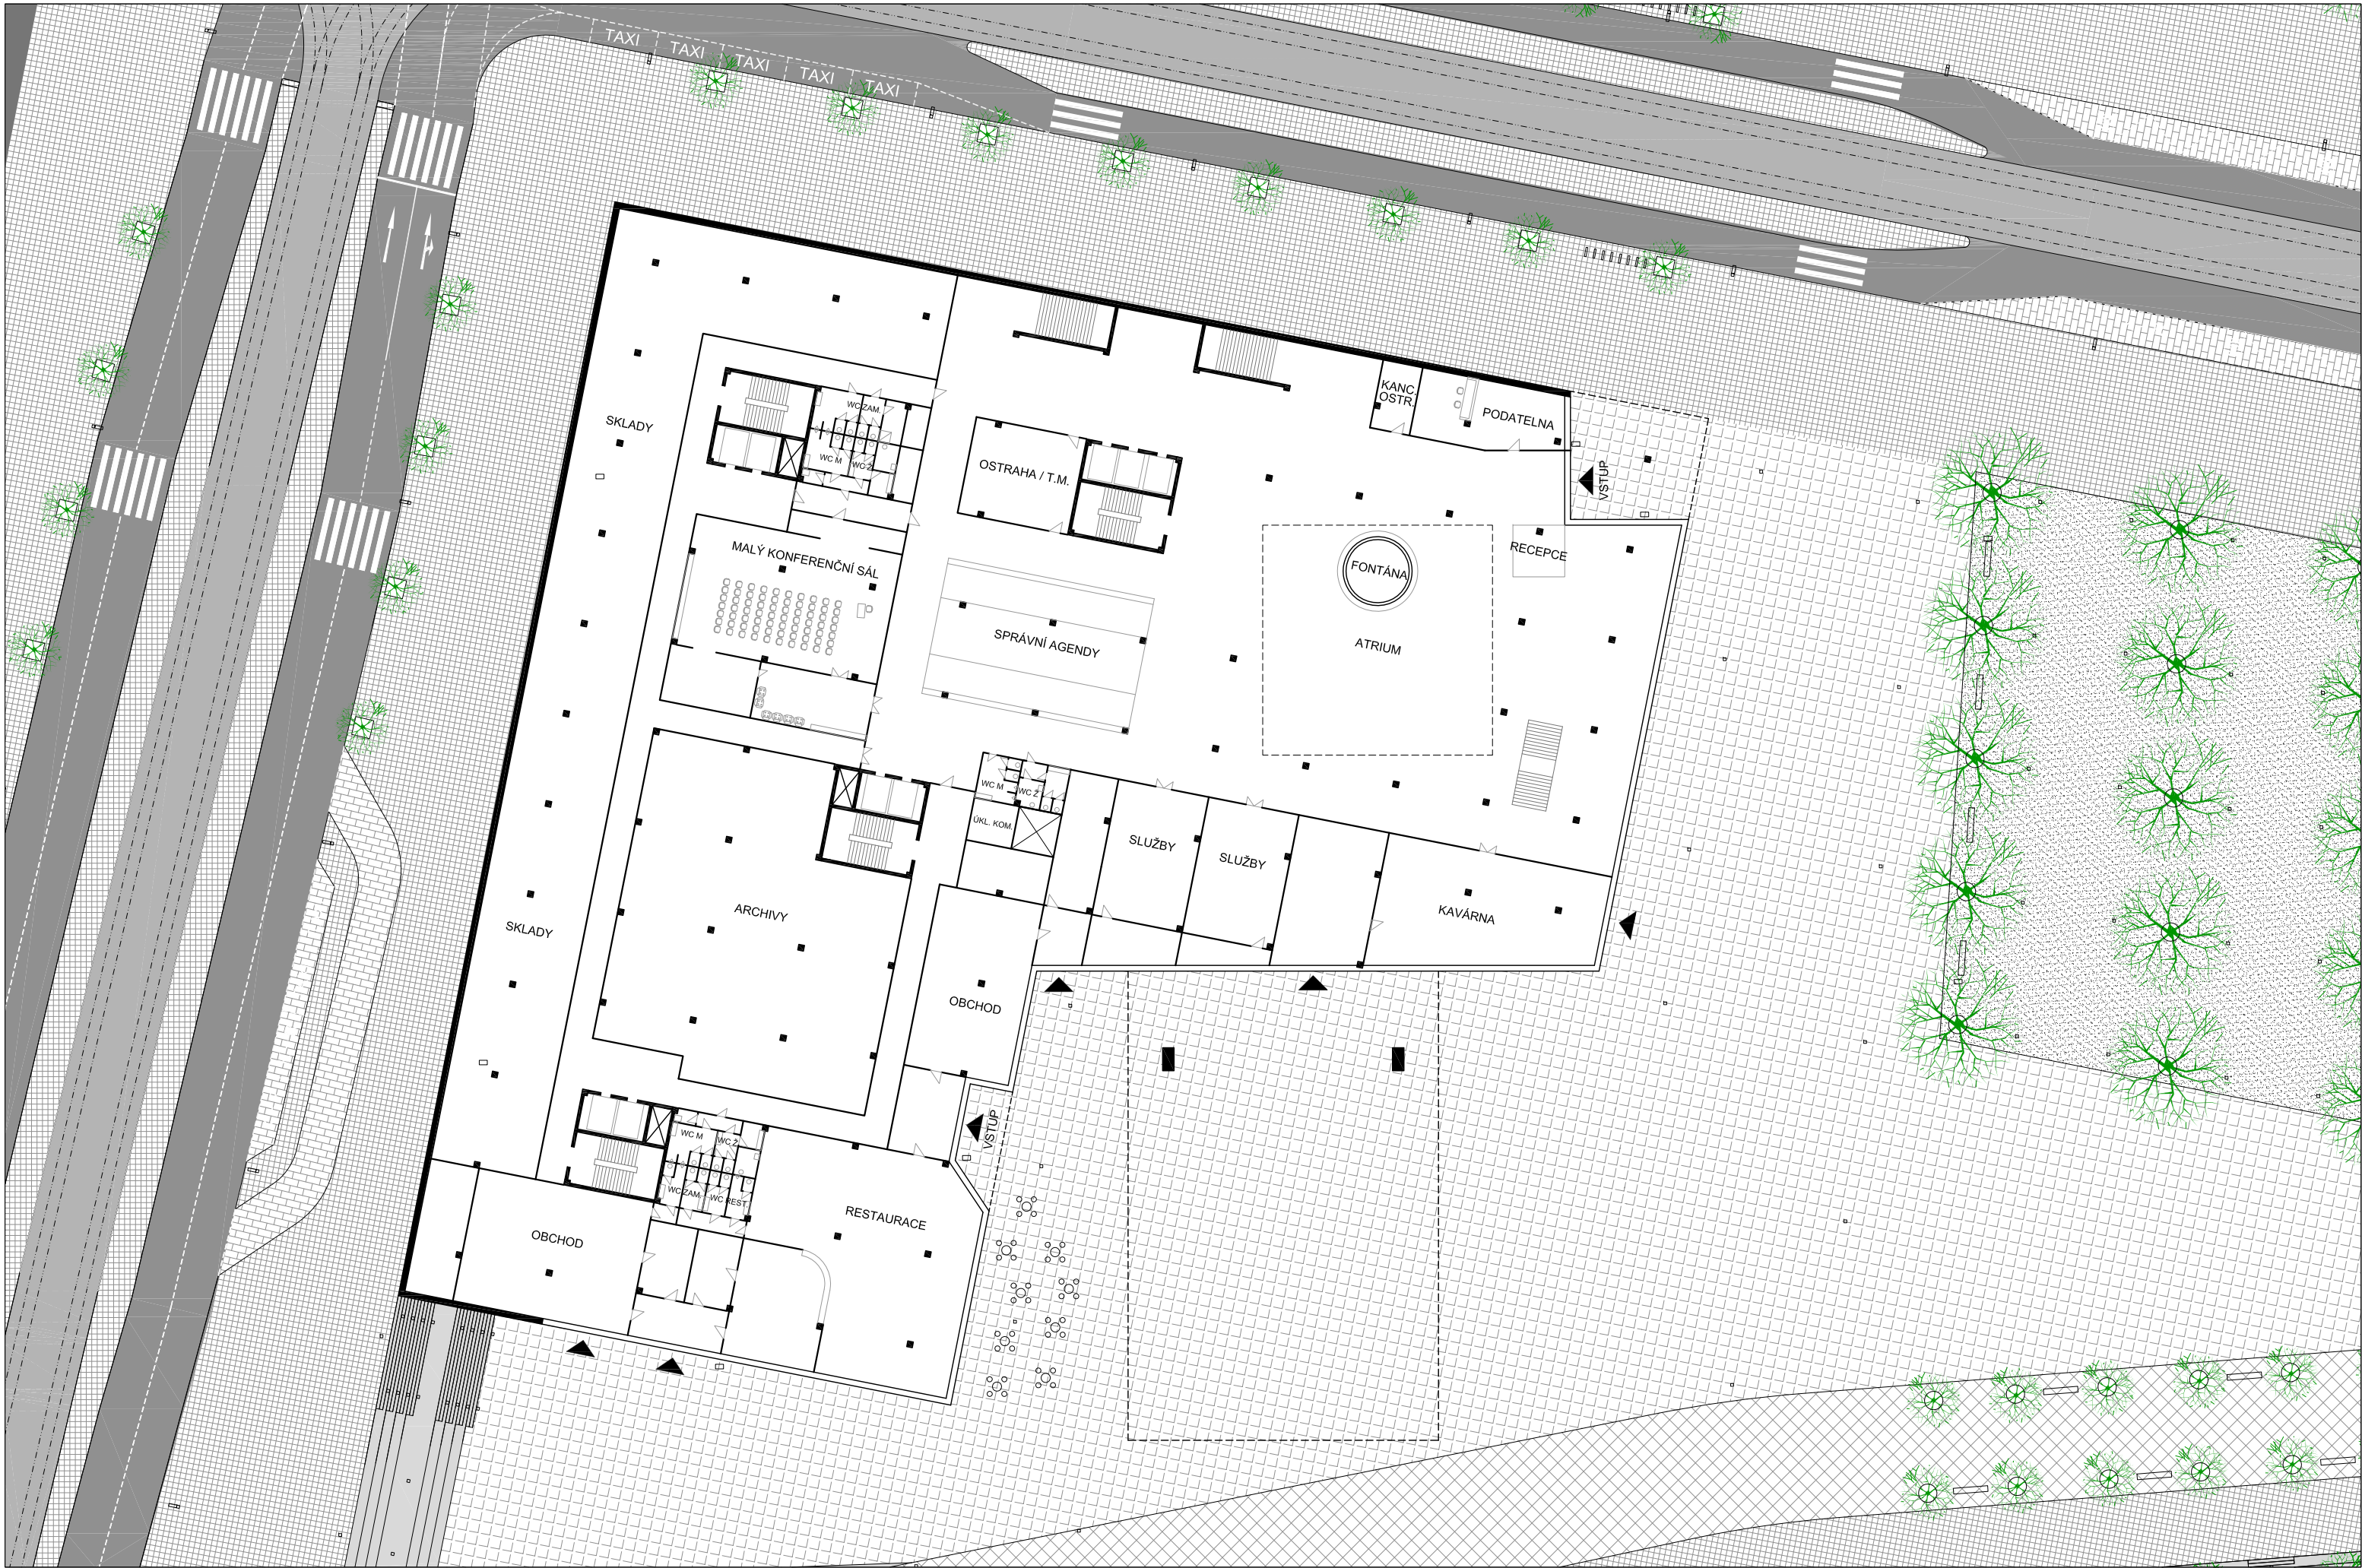 TAXI
TAXI
TAXI
TAXI
TAXI
KANC.
OSTR.
PODATELNA
SKLADY
WC ZAM.
WC M
WC Ž
OSTRAHA / T.M.
VSTUP
MALÝ KONFERENČNÍ SÁL
RECEPCE
FONTÁNA
SPRÁVNÍ AGENDY
ATRIUM
WC M
WC Ž
ÚKL. KOM.
SLUŽBY
SLUŽBY
ARCHIVY
KAVÁRNA
SKLADY
OBCHOD
VSTUP
WC M
WC Ž
WC ZAM.
WC REST.
RESTAURACE
OBCHOD